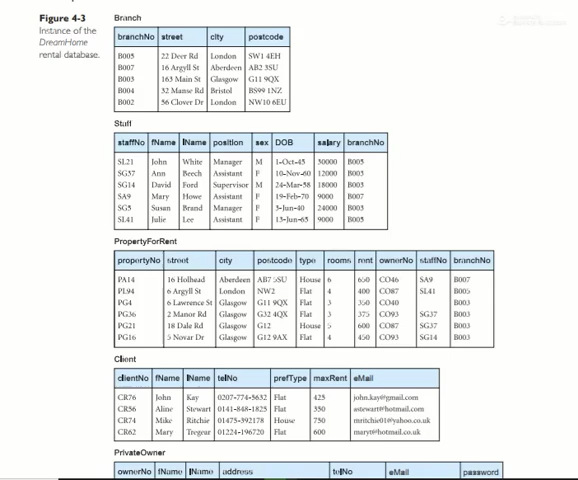 Figure 4-3
Instance of the
DreamHome
rental database.
Branch
branchNo street city postcode
B005 22 Deer Rd London SW1 4EH
B007 16 Argyll St Aberdeen AB2 3SU
B003 163 Main St Glasgow G11 9QX
B004 32 Manse Rd Bristol BS99 1NZ
B002 56 Clover Dr London NW10 6EU
Staff
staffNo fName lName position sex DOB salary branchNo
SL21 John White Manager M 1-Oct-45 30000 B005
SG37 Ann Beech Assistant F 10-Nov-60 12000 B003
SG14 David Ford Supervisor M 24-Mar-58 18000 B003
SA9 Mary Howe Assistant F 19-Feb-70 9000 B007
SG5 Susan Brand Manager F 3-Jun-40 24000 B003
SL41 Julie Lee Assistant F 13-Jun-65 9000 B005
PropertyForRent
propertyNo street city postcode type rooms rent ownerNo staffNo branchNo
PA14 16 Holhead Aberdeen AB7 5SU House 6 650 CO46 SA9 B007
PL94 6 Argyll St London NW2 Flat 4 400 CO87 SL41 B005
PG4 6 Lawrence St Glasgow G11 9QX Flat 3 350 CO40 B003
PG36 2 Manor Rd Glasgow G32 4QX Flat 3 375 CO93 SG37 B003
PG21 18 Dale Rd Glasgow G12 House 5 600 CO87 SG37 B003
PG16 5 Novar Dr Glasgow G12 9AX Flat 4 450 CO93 SG14 B003
Client
clientNo fName lName telNo prefType maxRent eMail
CR76 John Kay 0207-774-5632 Flat 425 john.kay@gmail.com
CR56 Aline Stewart 0141-848-1825 Flat 350 astewart@hotmail.com
CR74 Mike Ritchie 01475-392178 House 750 mritchie01@yahoo.co.uk
CR62 Mary Tregear 01224-196720 Flat 600 maryt@hotmail.co.uk
PrivateOwner
ownerNo fName lName address telNo eMail password